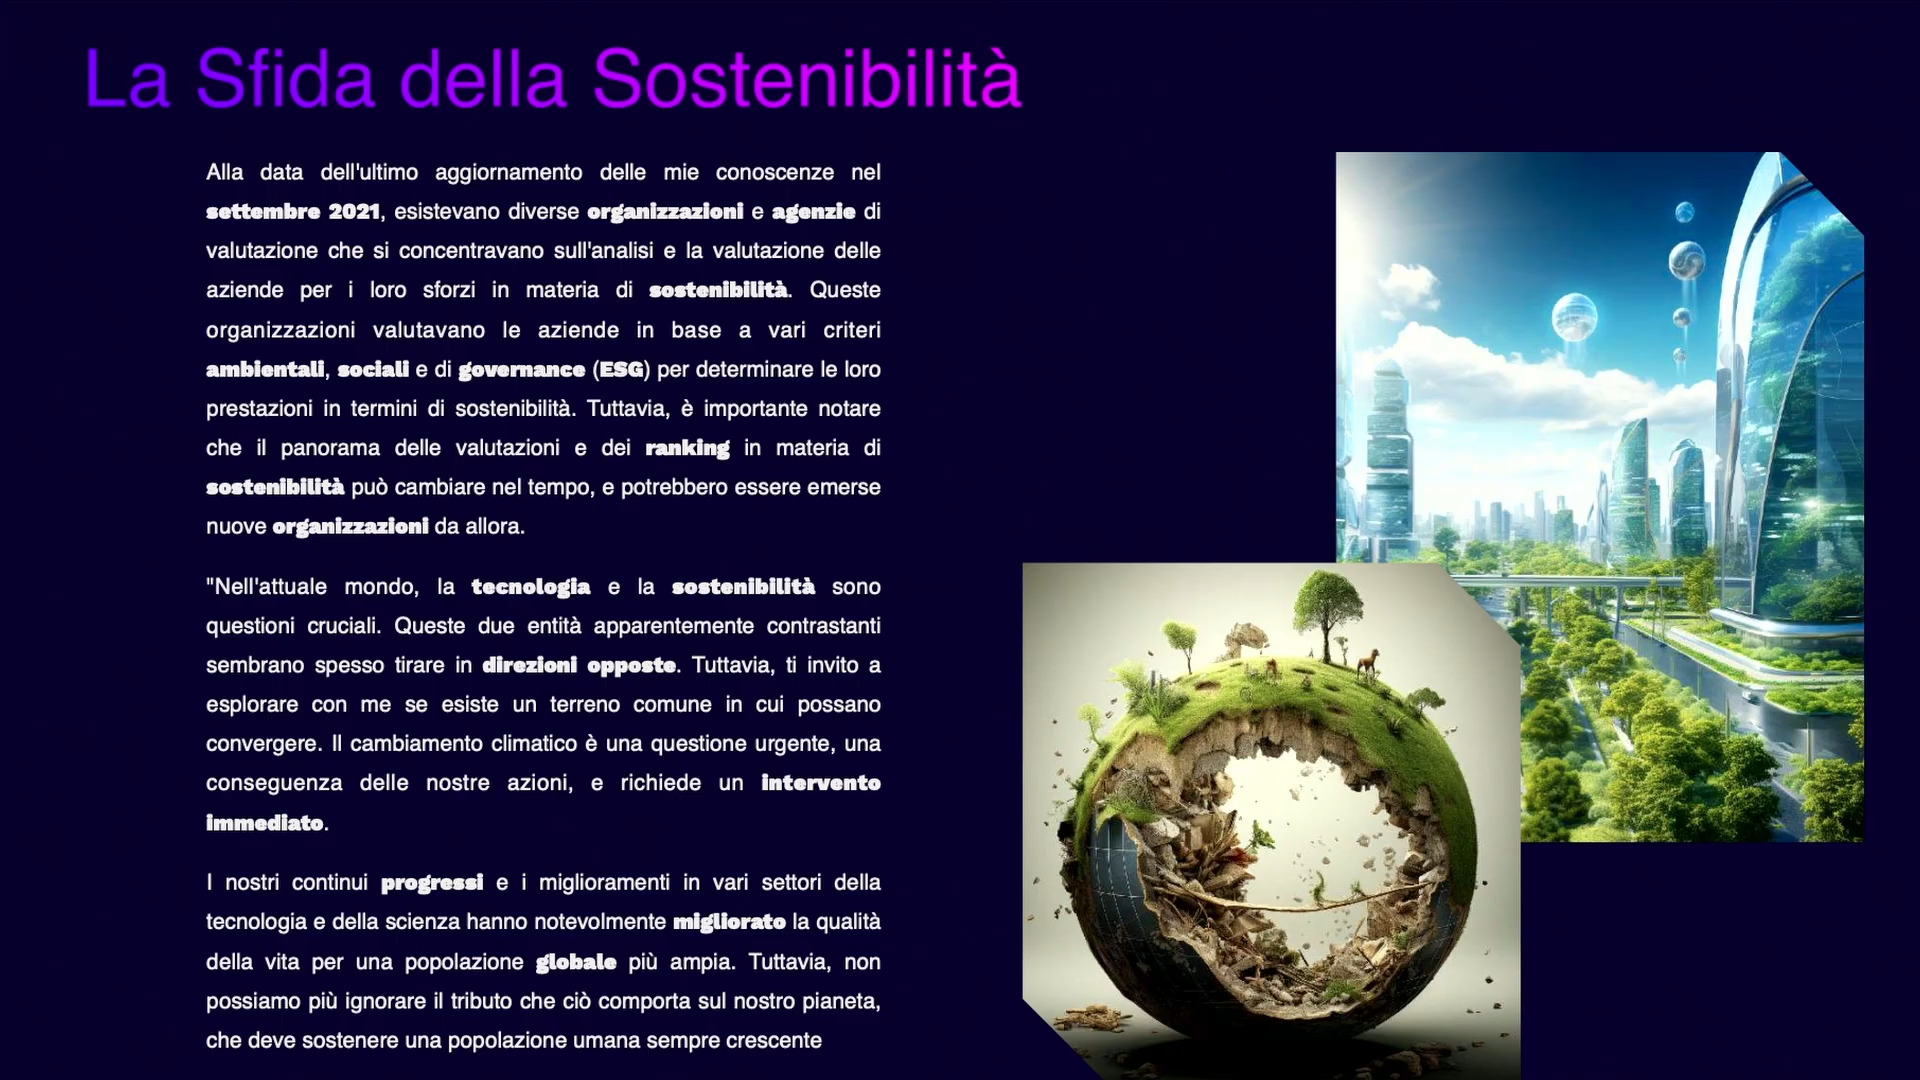 La Sfida della Sostenibilità
Alla data dell'ultimo aggiornamento delle mie conoscenze nel
settembre 2021, esistevano diverse organizzazioni e agenzie di
valutazione che si concentravano sull'analisi e la valutazione delle
aziende per i loro sforzi in materia di sostenibilità. Queste
organizzazioni valutavano le aziende in base a vari criteri
ambientali, sociali e di governance (ESG) per determinare le loro
prestazioni in termini di sostenibilità. Tuttavia, è importante notare
che il panorama delle valutazioni e dei ranking in materia di
sostenibilità può cambiare nel tempo, e potrebbero essere emerse
nuove organizzazioni da allora.
"Nell'attuale mondo, la tecnologia e la sostenibilità sono
questioni cruciali. Queste due entità apparentemente contrastanti
sembrano spesso tirare in direzioni opposte. Tuttavia, ti invito a
esplorare con me se esiste un terreno comune in cui possano
convergere. Il cambiamento climatico è una questione urgente, una
conseguenza delle nostre azioni, e richiede un intervento
immediato.
I nostri continui progressi e i miglioramenti in vari settori della
tecnologia e della scienza hanno notevolmente migliorato la qualità
della vita per una popolazione globale più ampia. Tuttavia, non
possiamo più ignorare il tributo che ciò comporta sul nostro pianeta,
che deve sostenere una popolazione umana sempre crescente